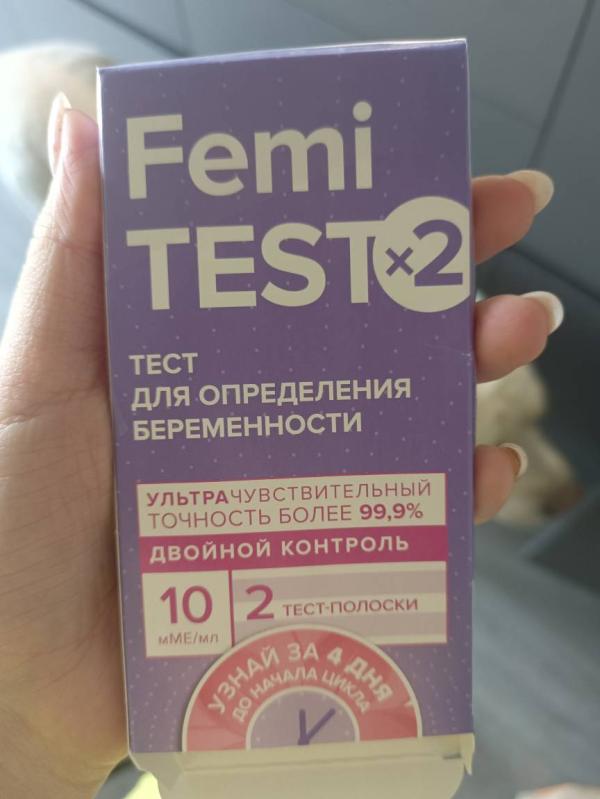 Femi
TEST x2
ТЕСТ
ДЛЯ ОПРЕДЕЛЕНИЯ
БЕРЕМЕННОСТИ
УЛЬТРАЧУВСТВИТЕЛЬНЫЙ
ТОЧНОСТЬ БОЛЕЕ 99,9%
ДВОЙНОЙ КОНТРОЛЬ
10
мМЕ/мл
2 ТЕСТ-ПОЛОСКИ
УЗНАЙ ЗА 4 ДНЯ
ДО НАЧАЛА ЦИКЛА